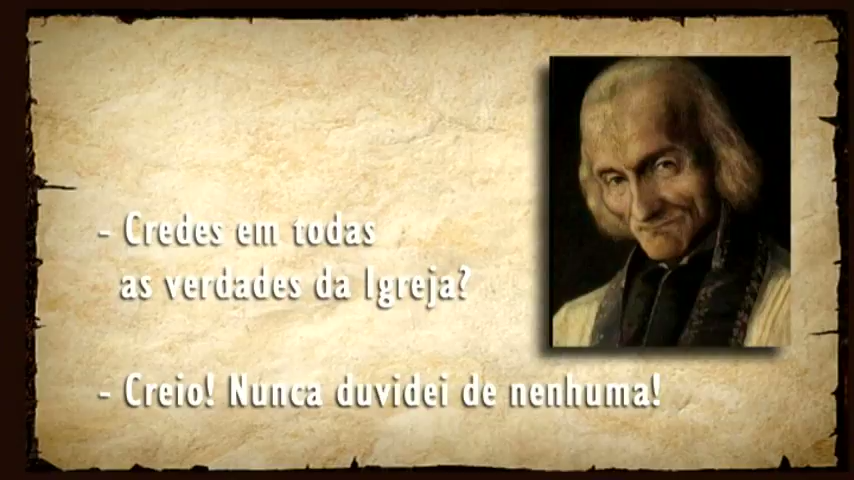 - Credes em todas
as verdades da Igreja?
- Creio! Nunca duvidei de nenhuma!